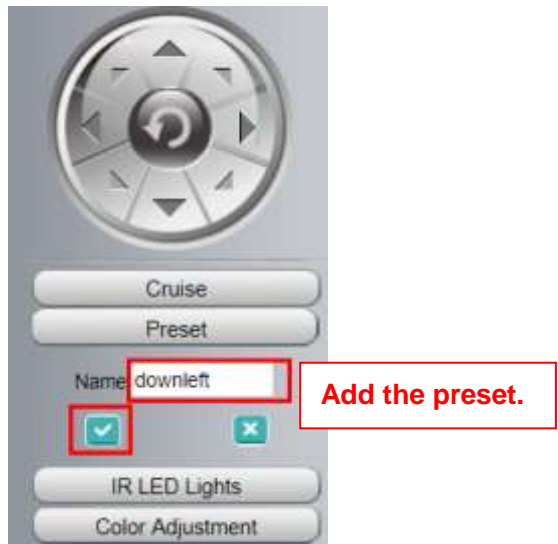 Cruise
Preset
Name downleft
Add the preset.
IR LED Lights
Color Adjustment